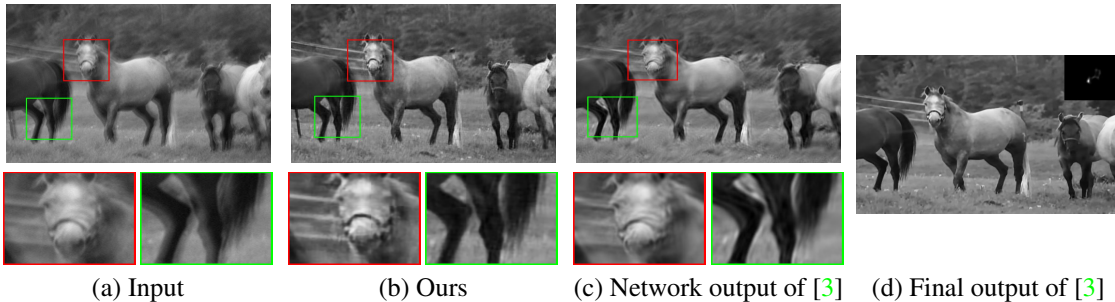 (a) Input
(b) Ours
(c) Network output of [3]
(d) Final output of [3]